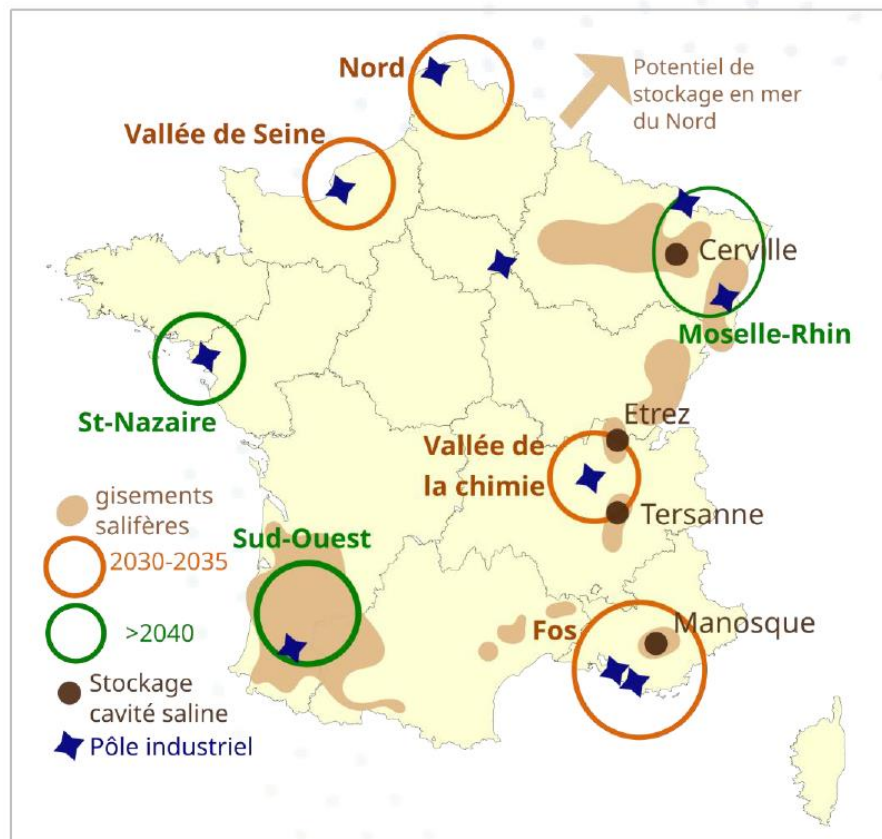 Nord
Potentiel de
stockage en mer
du Nord
Vallée de Seine
Cerville
Moselle-Rhin
St-Nazaire
Etrez
Vallée de
la chimie
Tersanne
gisements
salifères
2030-2035
Sud-Ouest
>2040
Fos
Manosque
Stockage
cavité saline
Pôle industriel